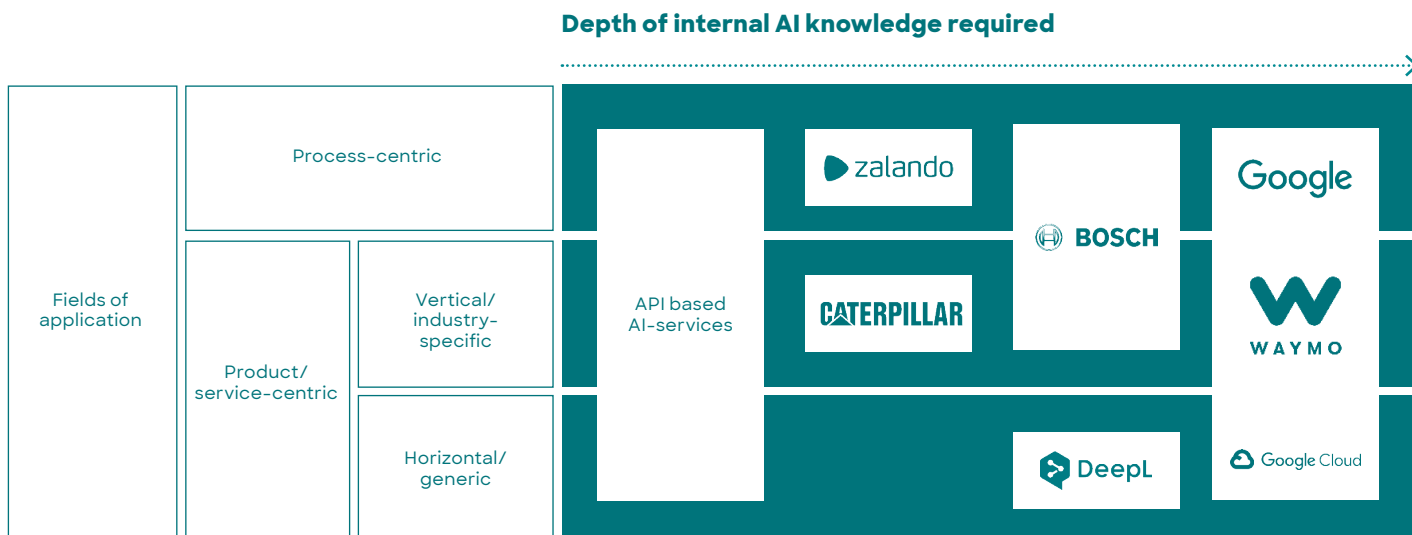 Depth of internal AI knowledge required
Fields of
application
Process-centric
Product/
service-centric
Vertical/
industry-
specific
Horizontal/
generic
API based
AI-services
zalando
CATERPILLAR
BOSCH
DeepL
Google
WAYMO
Google Cloud